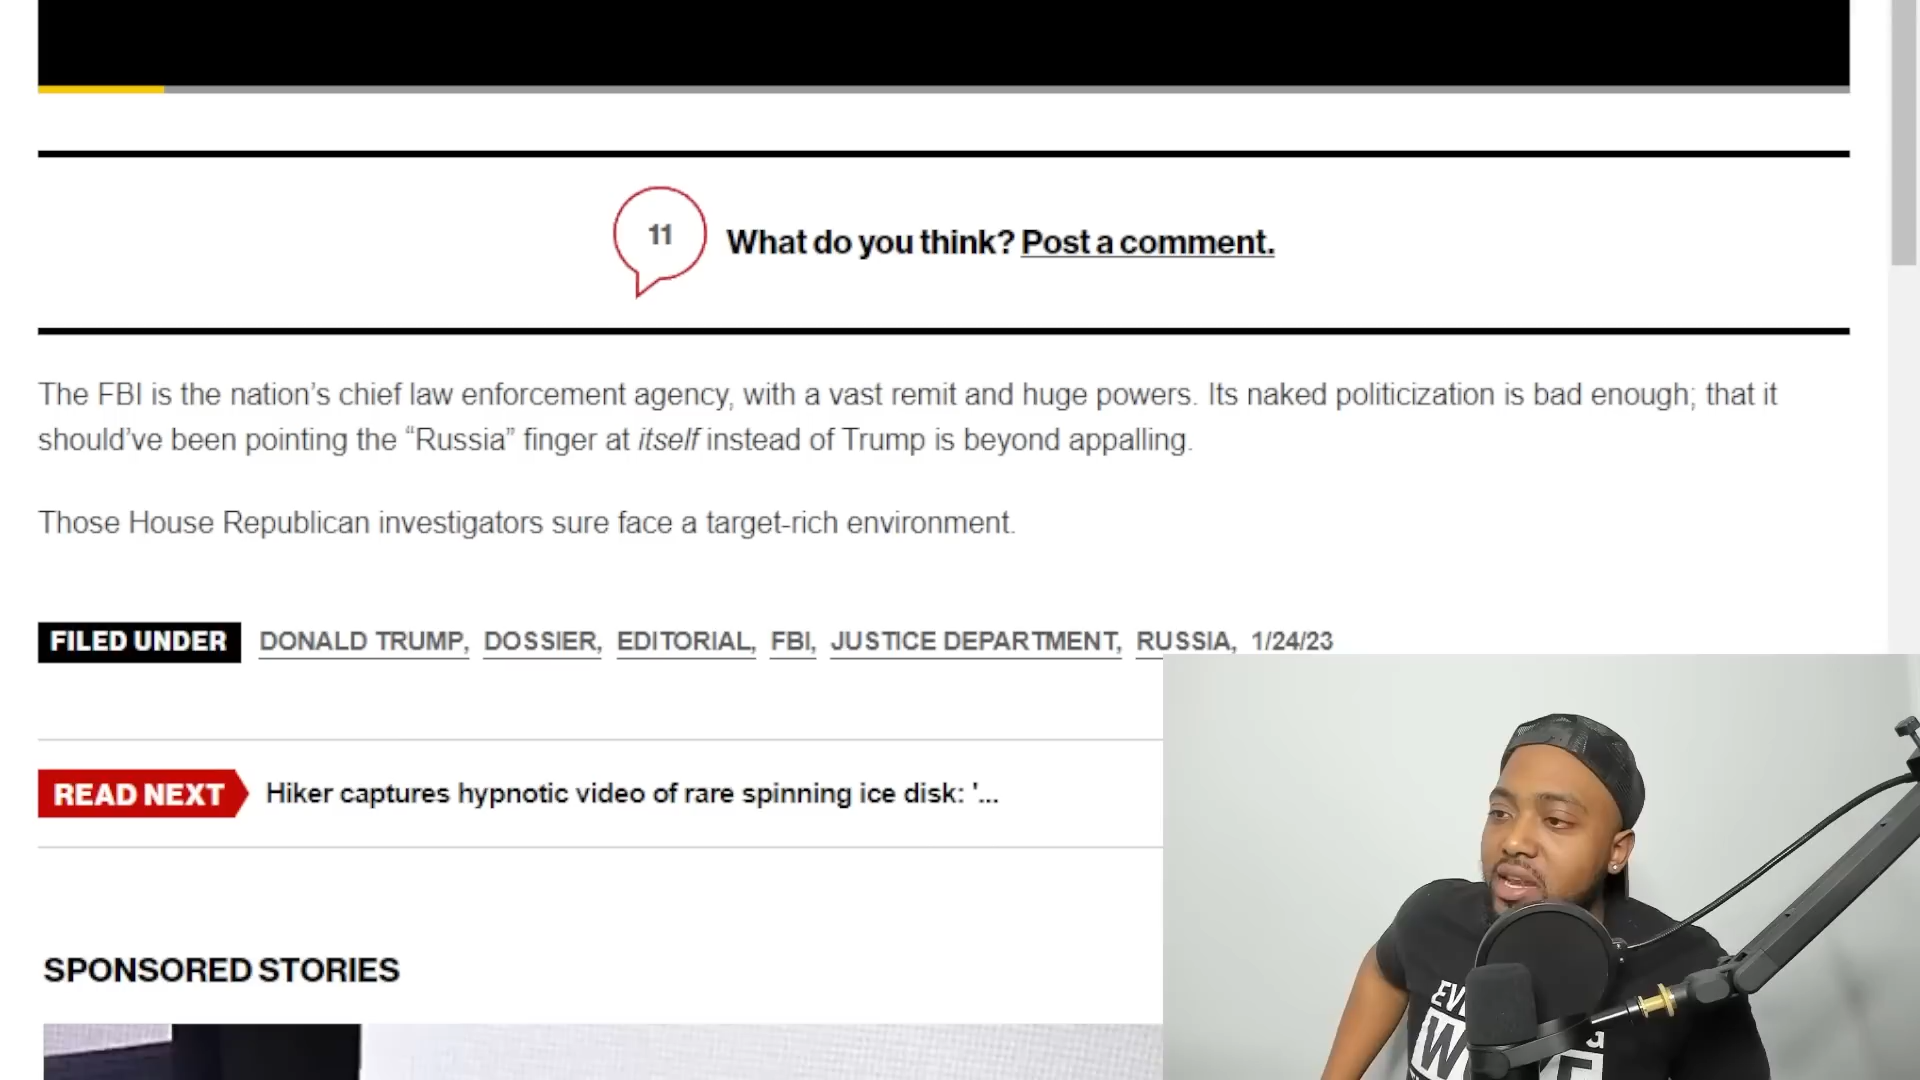 11
What do you think? Post a comment.
The FBI is the nation’s chief law enforcement agency, with a vast remit and huge powers. Its naked politicization is bad enough; that it
should’ve been pointing the “Russia” finger at itself instead of Trump is beyond appalling.
Those House Republican investigators sure face a target-rich environment.
FILED UNDER DONALD TRUMP, DOSSIER, EDITORIAL, FBI, JUSTICE DEPARTMENT, RUSSIA, 1/24/23
READ NEXT Hiker captures hypnotic video of rare spinning ice disk: '...
SPONSORED STORIES